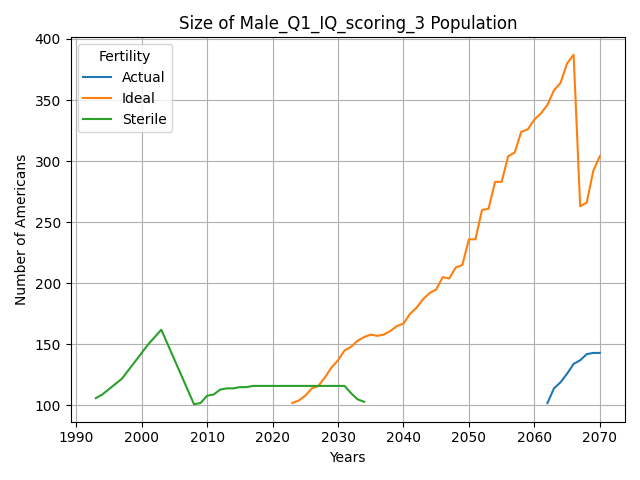 Size of Male_Q1_IQ_scoring_3 Population
Number of Americans
400
350
300
250
200
150
100
Fertility
Actual
Ideal
Sterile
1990 2000 2010 2020 2030 2040 2050 2060 2070
Years